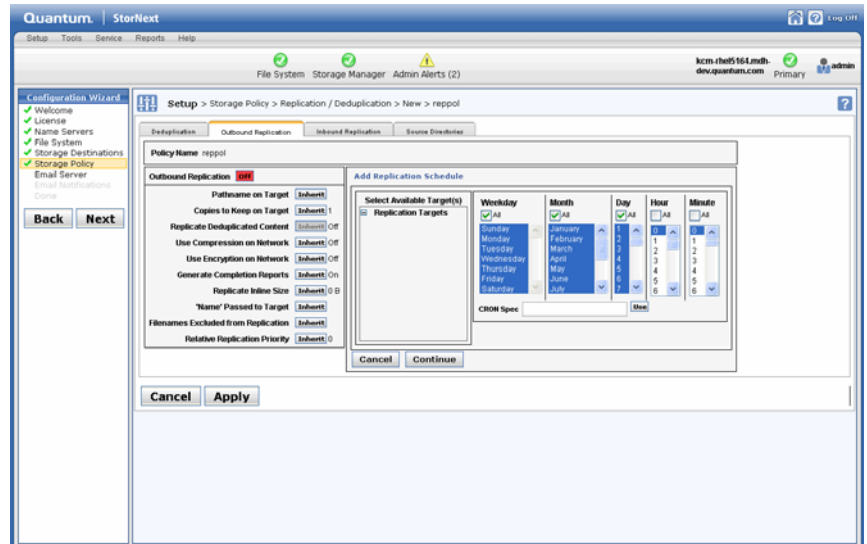 Quantum. StorNext
Log Off
Setup Tools Service Reports Help
File System Storage Manager Admin Alerts (2)
kcm-rhel5164.mdh-
dev.quantum.com Primary admin
Configuration Wizard
Welcome
License
Name Servers
File System
Storage Destinations
Storage Policy
Email Server
Email Notifications
Done
Back Next
Setup > Storage Policy > Replication / Deduplication > New > reppol
Deduplication Outbound Replication Inbound Replication Source Directories
Policy Name reppol
Outbound Replication Off
Pathname on Target Inherit
Copies to Keep on Target Inherit 1
Replicate Deduplicated Content Inherit Off
Use Compression on Network Inherit Off
Use Encryption on Network Inherit Off
Generate Completion Reports Inherit On
Replicate Inline Size Inherit 0 B
'Name' Passed to Target Inherit
Filenames Excluded from Replication Inherit
Relative Replication Priority Inherit 0
Add Replication Schedule
Select Available Target(s)
Replication Targets
Weekday Month Day Hour Minute
All All All All All
Sunday January 1 0 0
Monday February 2 1 1
Tuesday March 3 2 2
Wednesday April 4 3 3
Thursday May 5 4 4
Friday June 6 5 5
Saturday July 7 6 6
CRON Spec Use
Cancel Continue
Cancel Apply